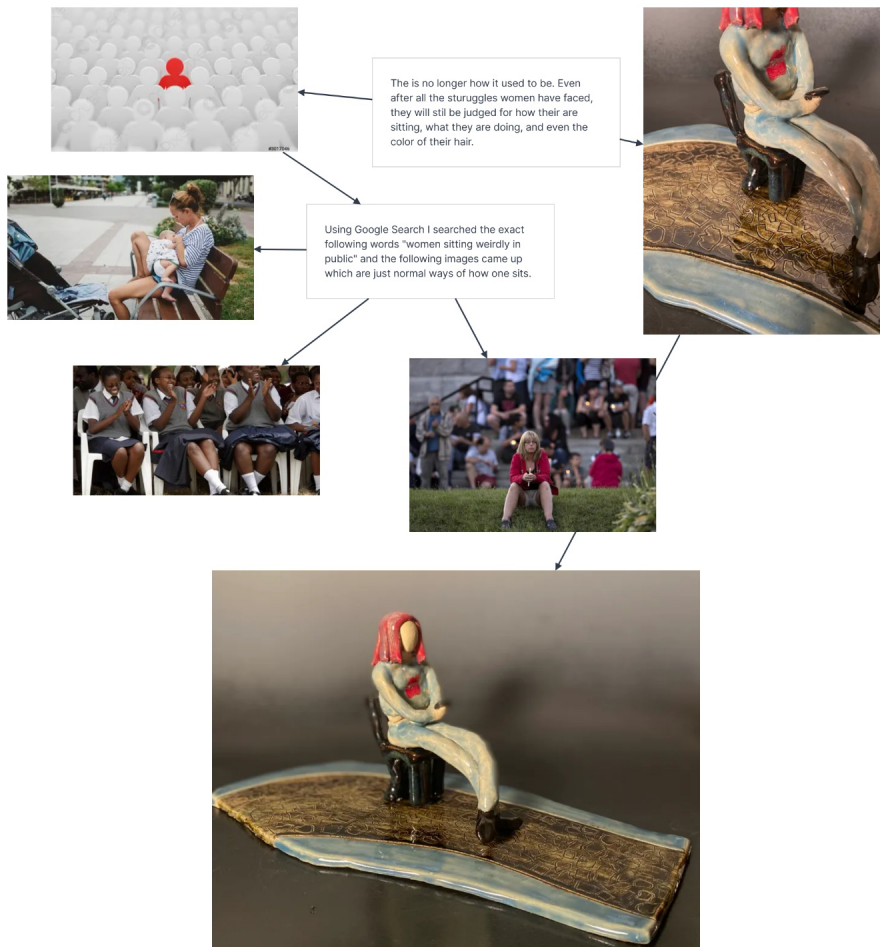 The is no longer how it used to be. Even
after all the sturuggles women have faced,
they will stil be judged for how their are
sitting, what they are doing, and even the
color of their hair.
Using Google Search I searched the exact
following words "women sitting weirdly in
public" and the following images came up
which are just normal ways of how one sits.